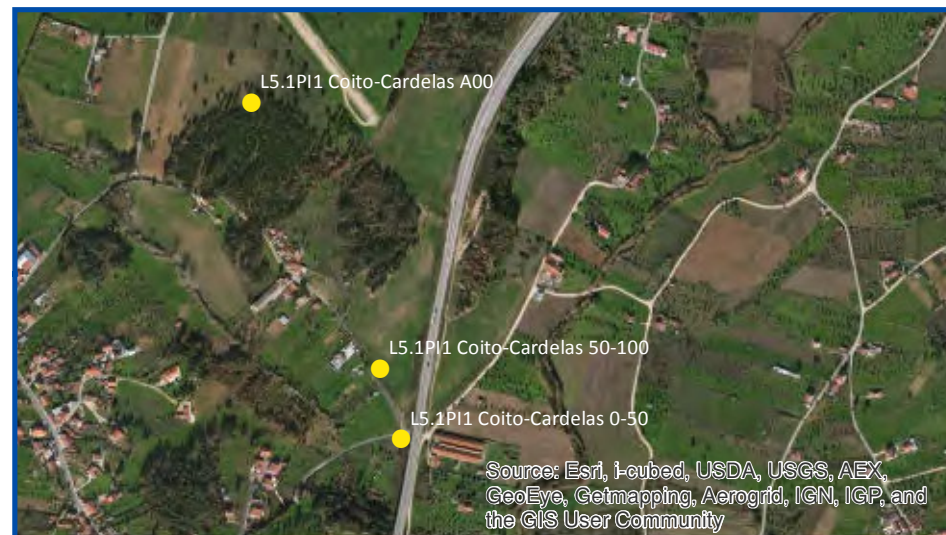 L5.1PI1 Coito-Cardelas A00
L5.1PI1 Coito-Cardelas 50-100
L5.1PI1 Coito-Cardelas 0-50
Source: Esri, i-cubed, USDA, USGS, AEX,
GeoEye, Getmapping, Aerogrid, IGN, IGP, and
the GIS User Community